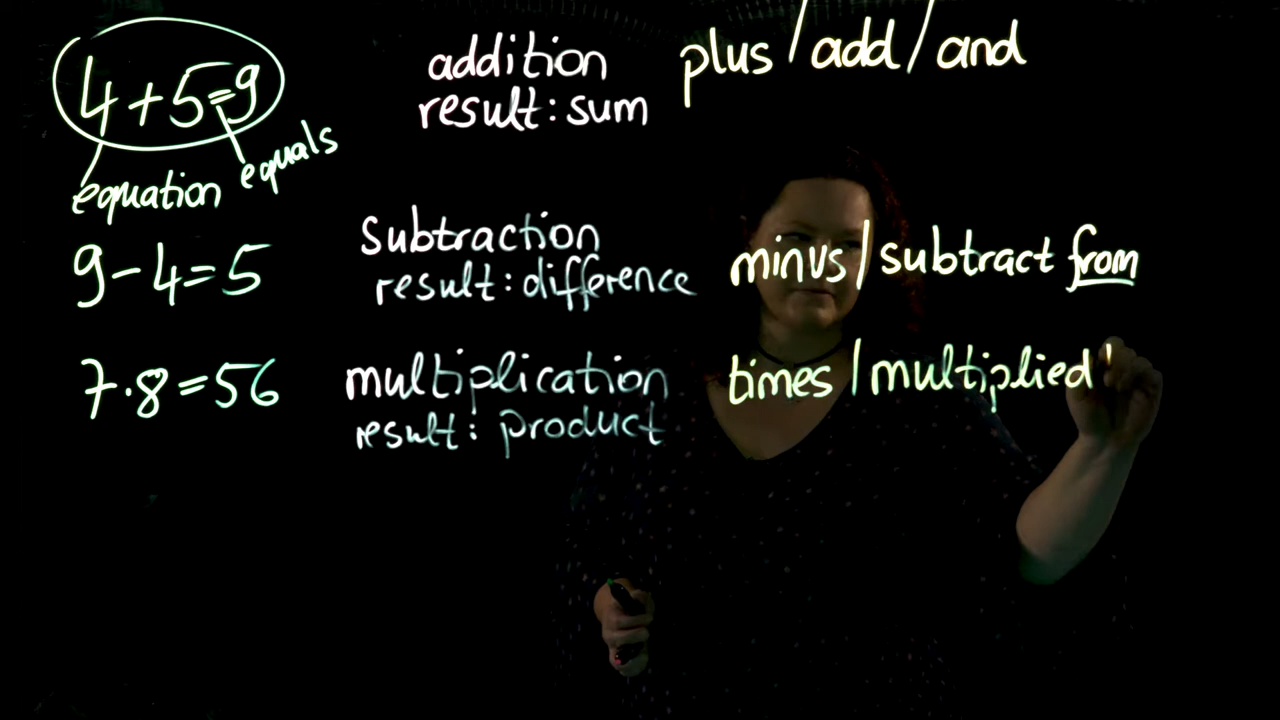 4+5=9
equation equals
addition
result: sum
plus / add / and
9-4=5
Subtraction
result: difference
minus / subtract from
7·8=56
multiplication
result: product
times / multiplied